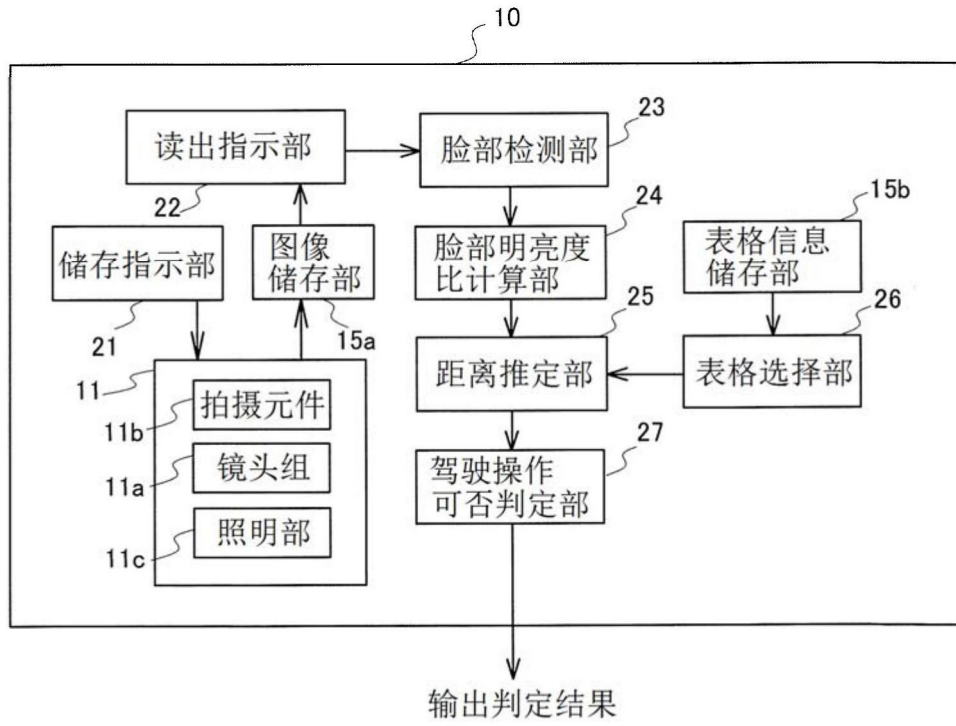 10
读出指示部
22
脸部检测部
23
储存指示部
21
图像
储存部
15a
脸部明亮度
比计算部
24
表格信息
储存部
15b
11
拍摄元件
11b
镜头组
11a
照明部
11c
距离推定部
25
表格选择部
26
驾驶操作
可否判定部
27
输出判定结果